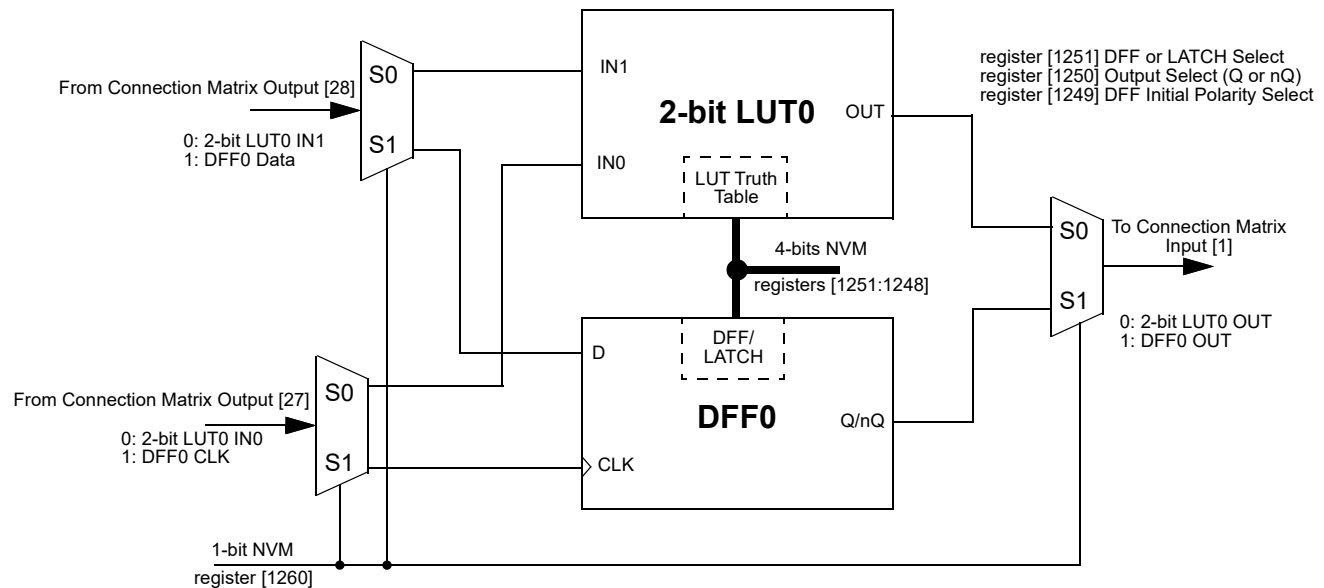 From Connection Matrix Output [28]
0: 2-bit LUT0 IN1
1: DFF0 Data
S0
S1
IN1
IN0
2-bit LUT0
OUT
LUT Truth
Table
register [1251] DFF or LATCH Select
register [1250] Output Select (Q or nQ)
register [1249] DFF Initial Polarity Select
4-bits NVM
registers [1251:1248]
S0
S1
To Connection Matrix
Input [1]
0: 2-bit LUT0 OUT
1: DFF0 OUT
From Connection Matrix Output [27]
0: 2-bit LUT0 IN0
1: DFF0 CLK
S0
S1
D
DFF/
LATCH
DFF0
Q/nQ
CLK
1-bit NVM
register [1260]